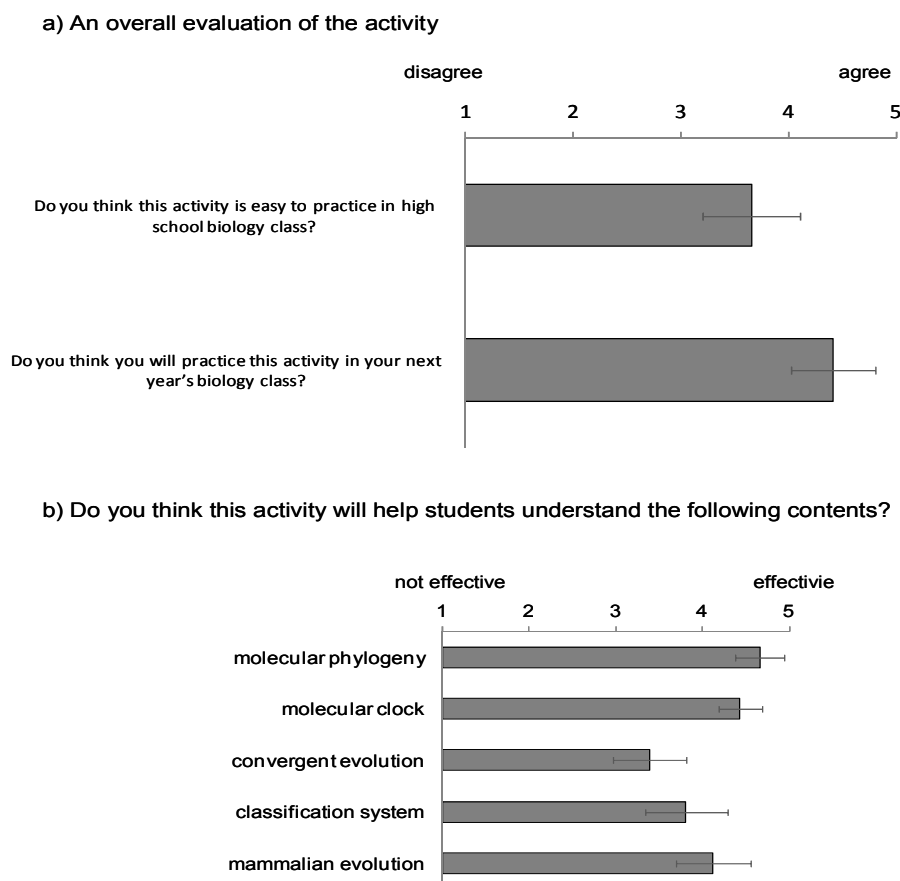 a) An overall evaluation of the activity
disagree agree
1 2 3 4 5
Do you think this activity is easy to practice in high
school biology class?
Do you think you will practice this activity in your next
year's biology class?
b) Do you think this activity will help students understand the following contents?
not effective effectivie
1 2 3 4 5
molecular phylogeny
molecular clock
convergent evolution
classification system
mammalian evolution